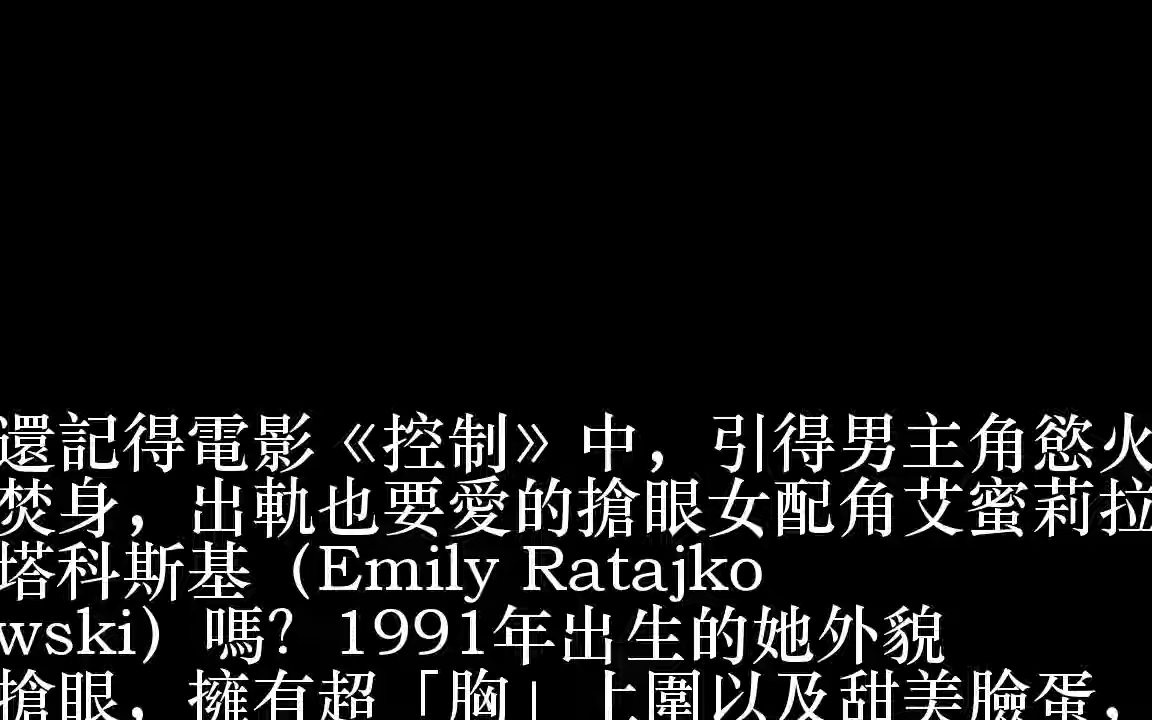 還記得電影《控制》中，引得男主角慾火
焚身，出軌也要愛的搶眼女配角艾蜜莉拉
塔科斯基（Emily Ratajko
wski）嗎？1991年出生的她外貌
搶眼，擁有超「胸」上圍以及甜美臉蛋，